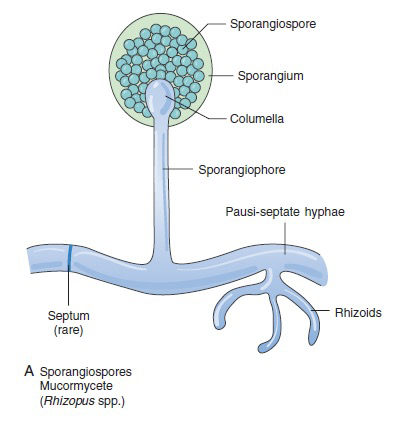 Sporangiospore
Sporangium
Columella
Sporangiophore
Pausi-septate hyphae
Septum
(rare)
Rhizoids
A Sporangiospores
Mucormycete
(Rhizopus spp.)